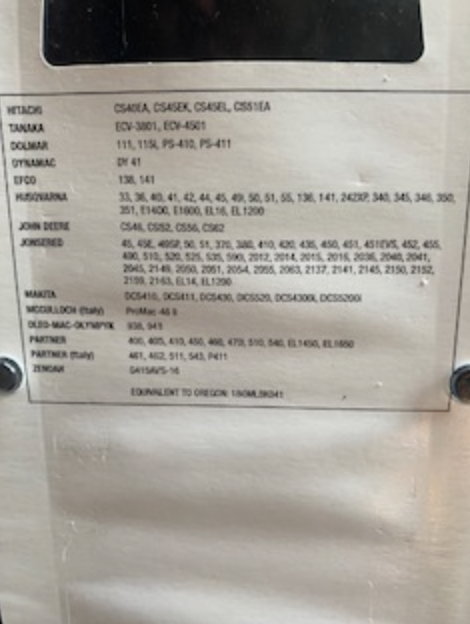 HITACHI CS40EA, CS45EK, CS45EL, CS51EA
TANAKA ECV-3801, ECV-4501
DOLMAR 111, 115i, PS-410, PS-411
DYNAMAC DY 41
EFCO 138, 141
HUSQVARNA 33, 36, 40, 41, 42, 44, 45, 49, 50, 51, 55, 136, 141, 242XP, 340, 345, 346, 350,
351, E1400, E1600, EL16, EL1200
JOHN DEERE CS46, CS52, CS56, CS62
JONSERED 45, 45E, 49SP, 50, 51, 370, 380, 410, 420, 435, 450, 451, 451EVS, 452, 455,
490, 510, 520, 525, 535, 590, 2012, 2014, 2015, 2016, 2036, 2040, 2041,
2045, 2149, 2050, 2051, 2054, 2055, 2063, 2137, 2141, 2145, 2150, 2152,
2159, 2163, EL14, EL1200
MAKITA DCS410, DCS411, DCS430, DCS520, DCS4300i, DCS5200i
MCCULLOCH (Italy) ProMac 46 II
OLEO-MAC-OLYMPYK 938, 941
PARTNER 400, 405, 410, 450, 460, 470, 510, 540, EL1450, EL1650
PARTNER (Italy) 461, 462, 511, 543, P411
ZENOAH
EQUIVALENT TO OREGON: